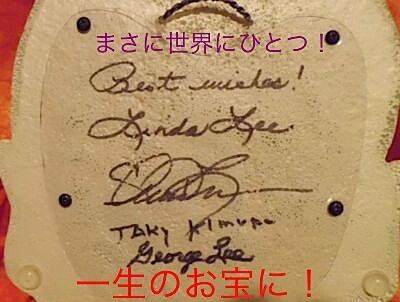 まさに世界にひとつ！
Best wishes!
Linda Lee
Taky Kimura
George Lee
一生のお宝に！